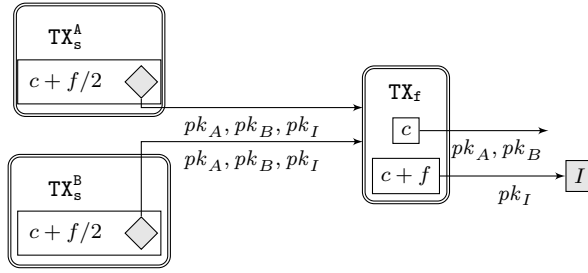 TX_s^A
c + f/2
pk_A, pk_B, pk_I
pk_A, pk_B, pk_I
TX_s^B
c + f/2
TX_f
c
pk_A, pk_B
c + f
pk_I
I